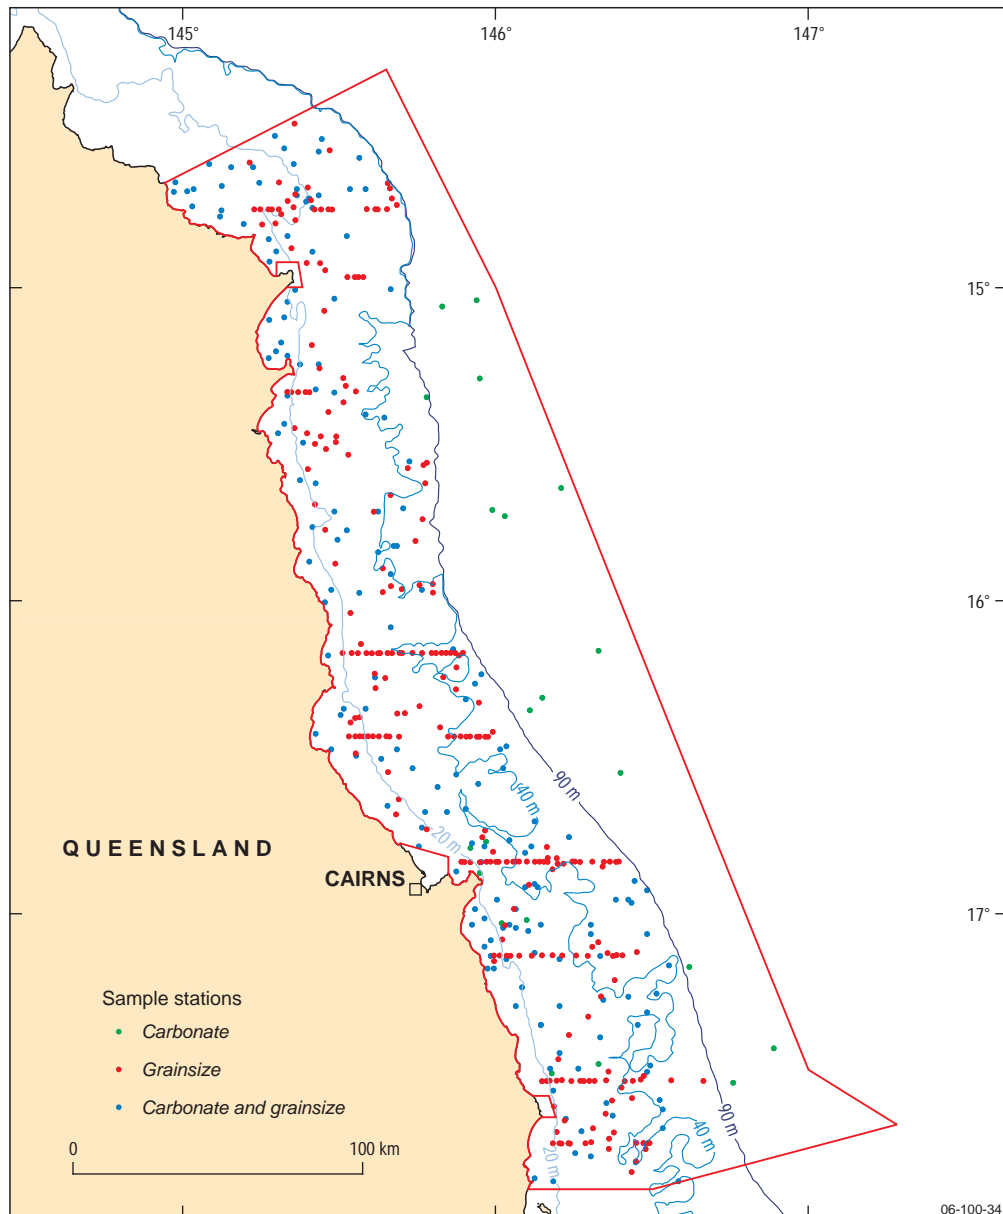 145° 146° 147°
15°
16°
90 m
40 m
20 m
QUEENSLAND
CAIRNS
17°
Sample stations
Carbonate
Grainsize
Carbonate and grainsize
0 100 km
90 m
40 m
20 m
06-100-34